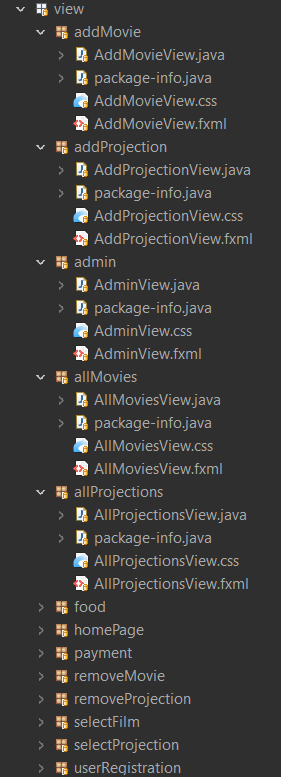 view
addMovie
AddMovieView.java
package-info.java
AddMovieView.css
AddMovieView.fxml
addProjection
AddProjectionView.java
package-info.java
AddProjectionView.css
AddProjectionView.fxml
admin
AdminView.java
package-info.java
AdminView.css
AdminView.fxml
allMovies
AllMoviesView.java
package-info.java
AllMoviesView.css
AllMoviesView.fxml
allProjections
AllProjectionsView.java
package-info.java
AllProjectionsView.css
AllProjectionsView.fxml
food
homePage
payment
removeMovie
removeProjection
selectFilm
selectProjection
userRegistration